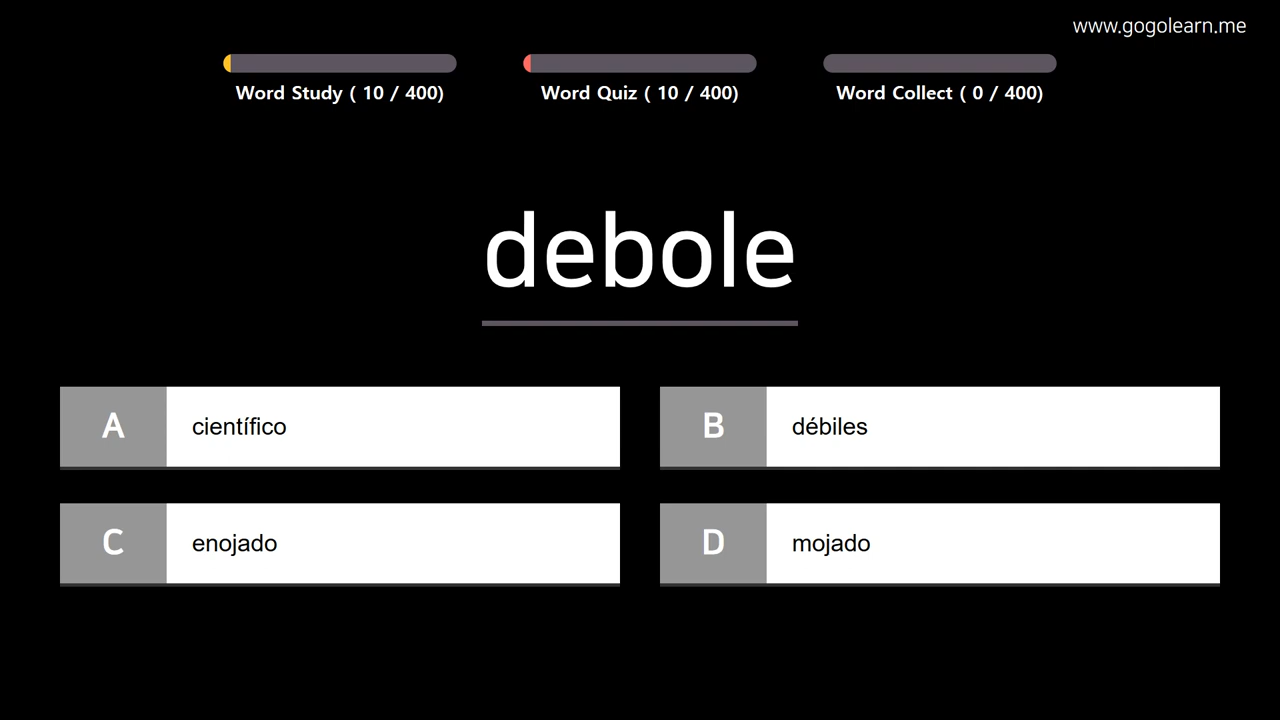 www.gogolearn.me
Word Study ( 10 / 400)
Word Quiz ( 10 / 400)
Word Collect ( 0 / 400)
debole
A científico
B débiles
C enojado
D mojado